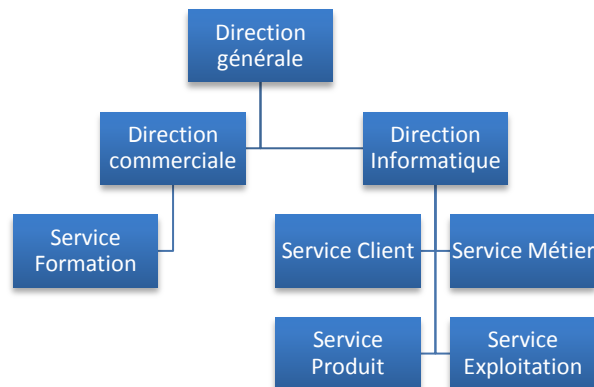 Direction
générale
Direction
commerciale
Direction
Informatique
Service
Formation
Service Client
Service Métier
Service
Produit
Service
Exploitation